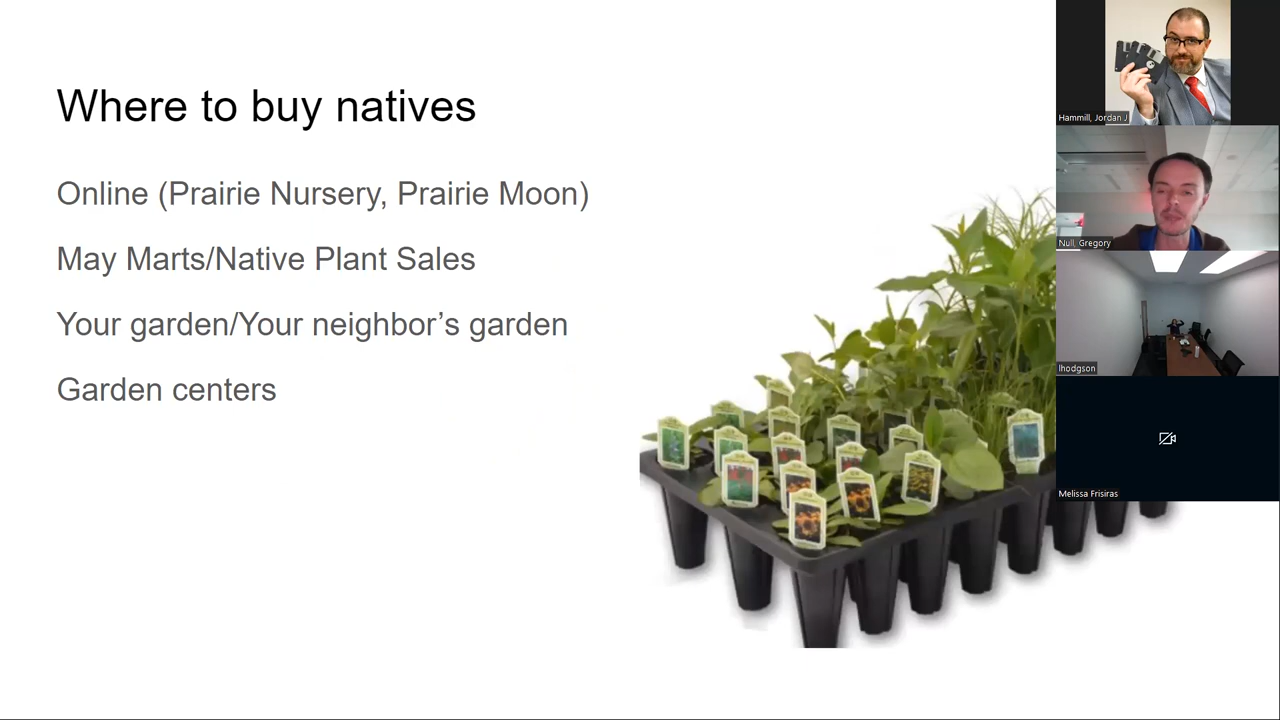 Where to buy natives
Online (Prairie Nursery, Prairie Moon)
May Marts/Native Plant Sales
Your garden/Your neighbor’s garden
Garden centers
Hammill, Jordan J
Null, Gregory
lhodgson
Melissa Frisiras